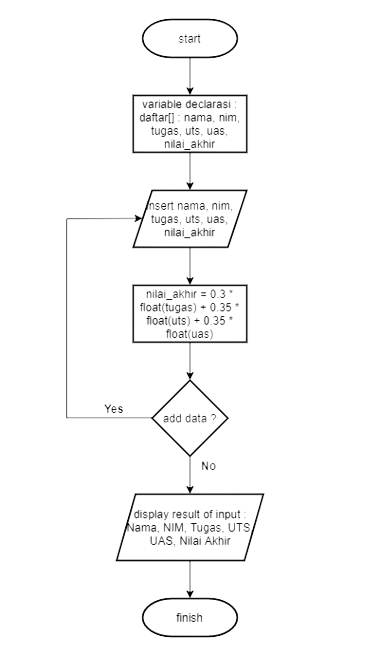 start
variable declarasi :
daftar[] : nama, nim,
tugas, uts, uas,
nilai_akhir
insert nama, nim,
tugas, uts, uas,
nilai_akhir
nilai_akhir = 0.3 *
float(tugas) + 0.35 *
float(uts) + 0.35 *
float(uas)
add data ?
Yes
No
display result of input :
Nama, NIM, Tugas, UTS,
UAS, Nilai Akhir
finish